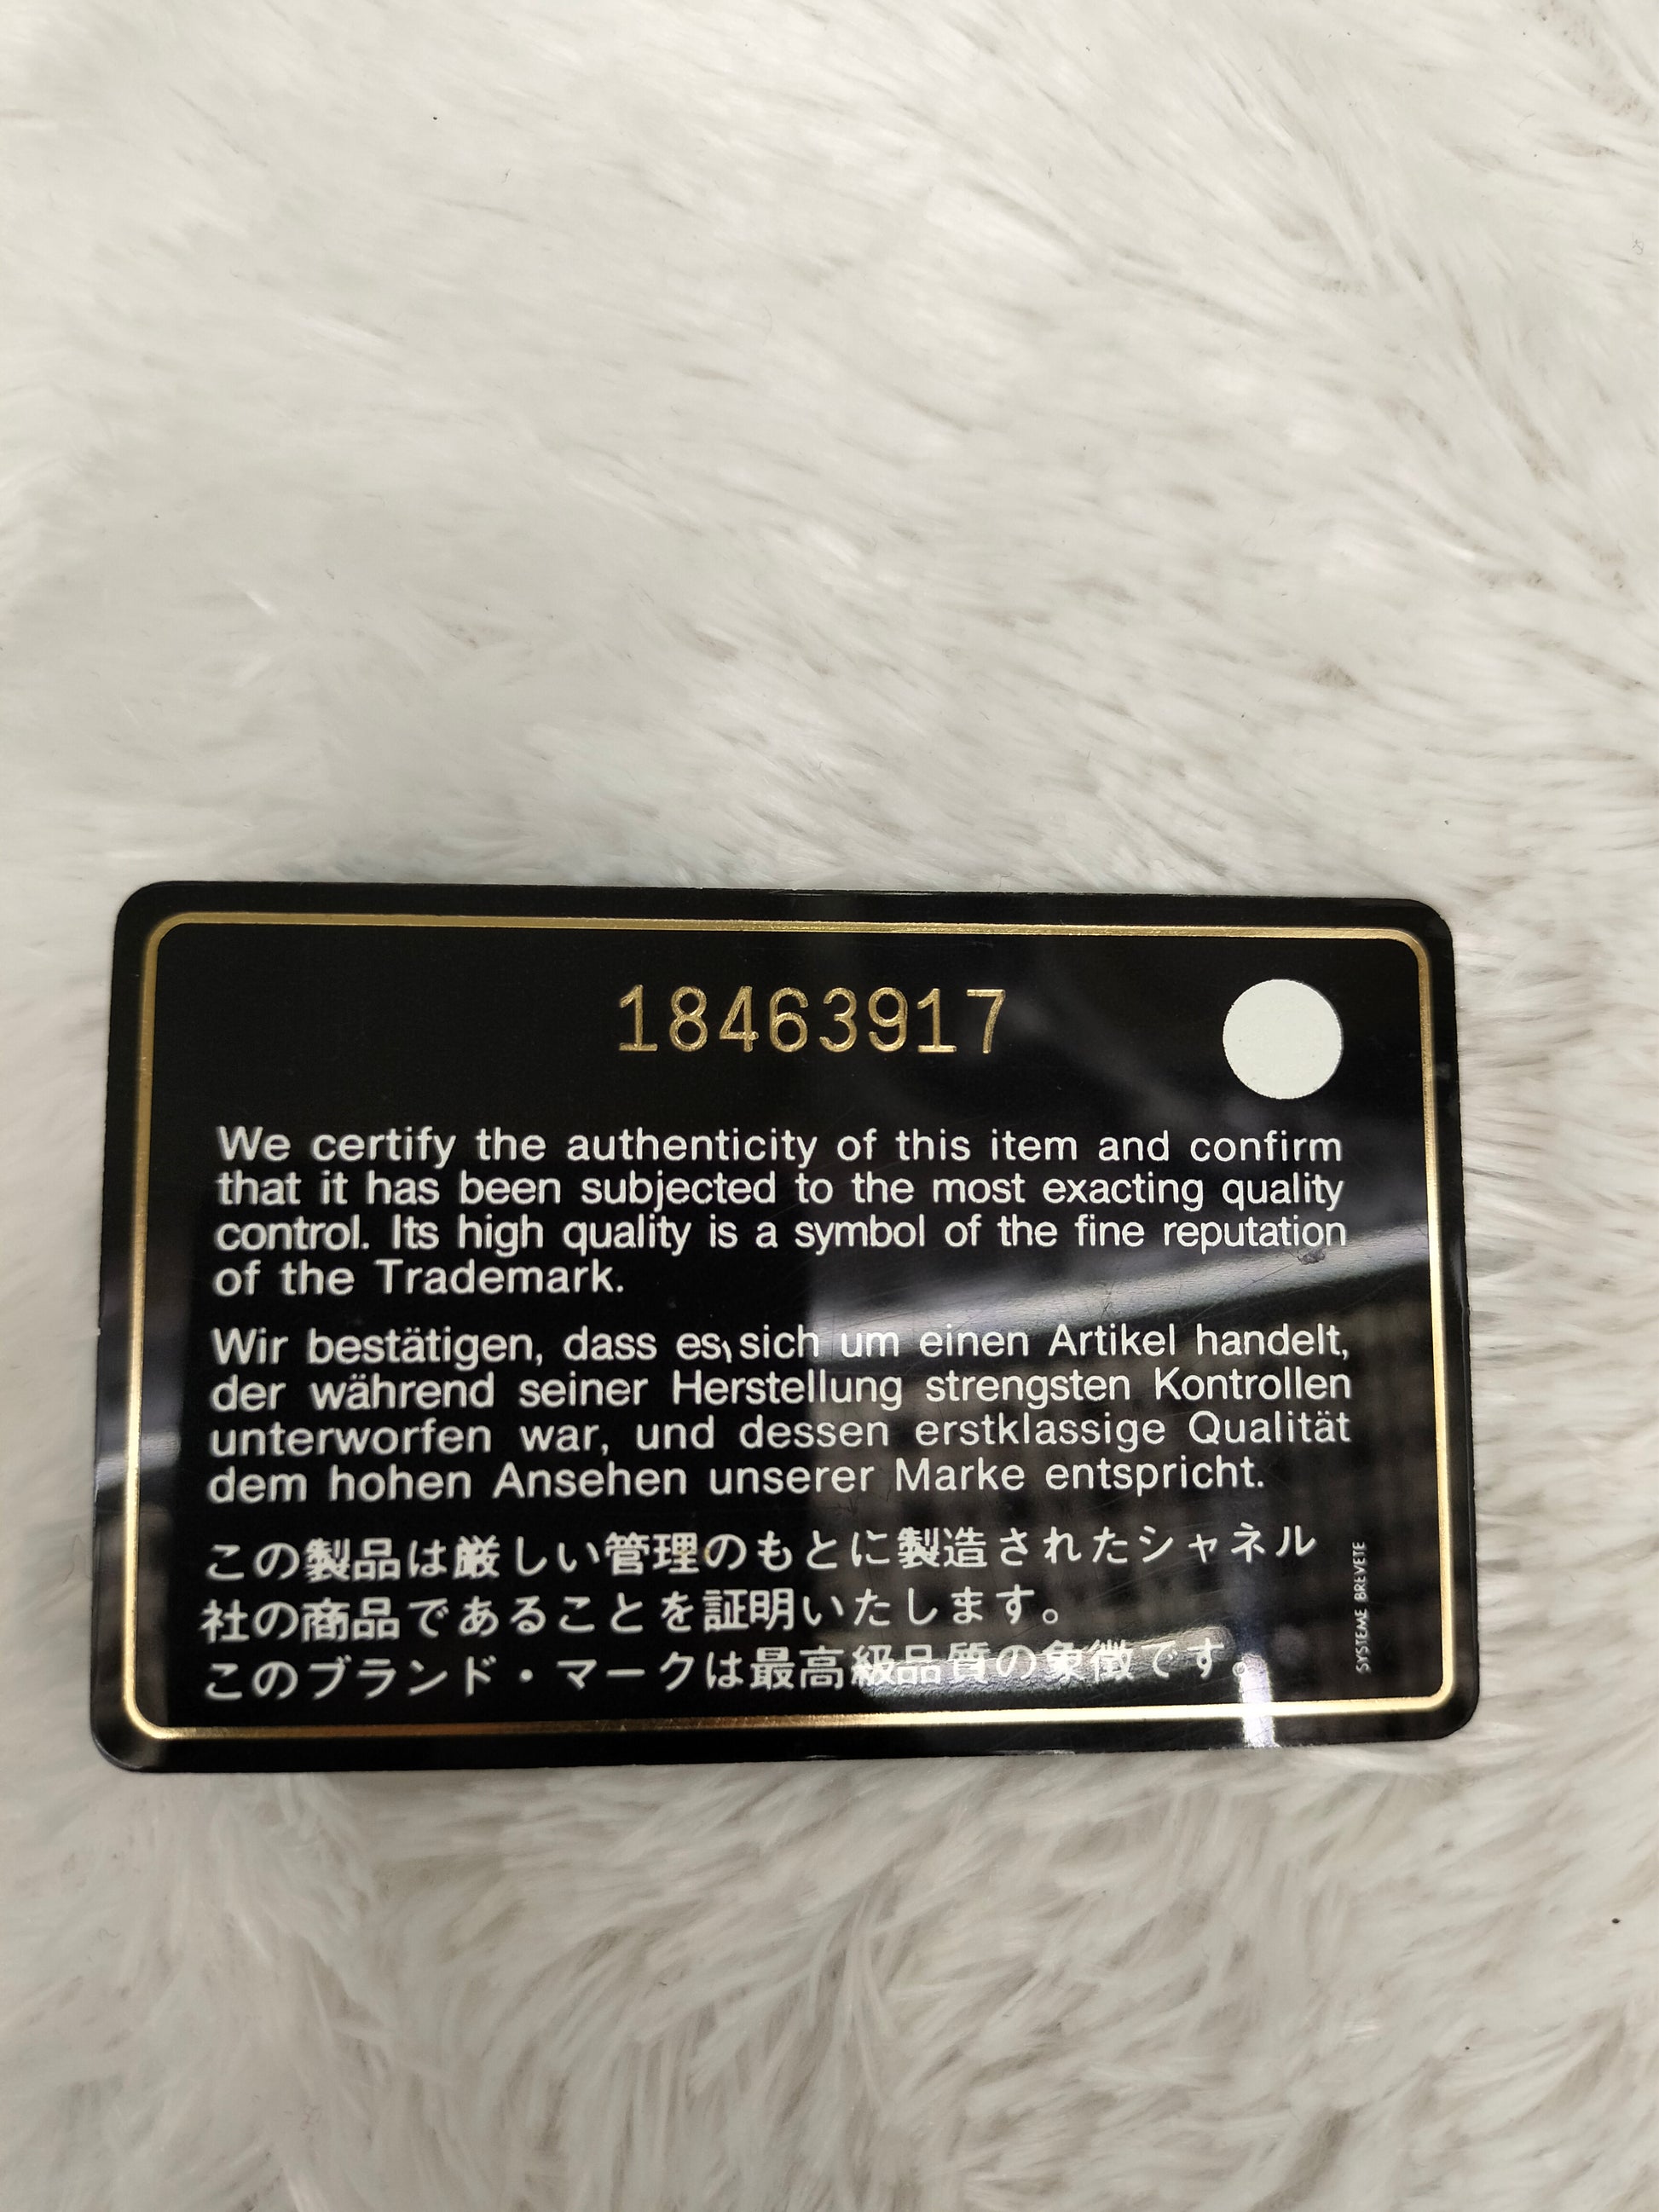 18463917
We certify the authenticity of this item and confirm
that it has been subjected to the most exacting quality
control. Its high quality is a symbol of the fine reputation
of the Trademark.
Wir bestätigen, dass es sich um einen Artikel handelt,
der während seiner Herstellung strengsten Kontrollen
unterworfen war, und dessen erstklassige Qualität
dem hohen Ansehen unserer Marke entspricht.
この製品は厳しい管理のもとに製造されたシャネル
社の商品であることを証明いたします。
このブランド・マークは最高級品質の象徴です。
SYSTEME BREVETE